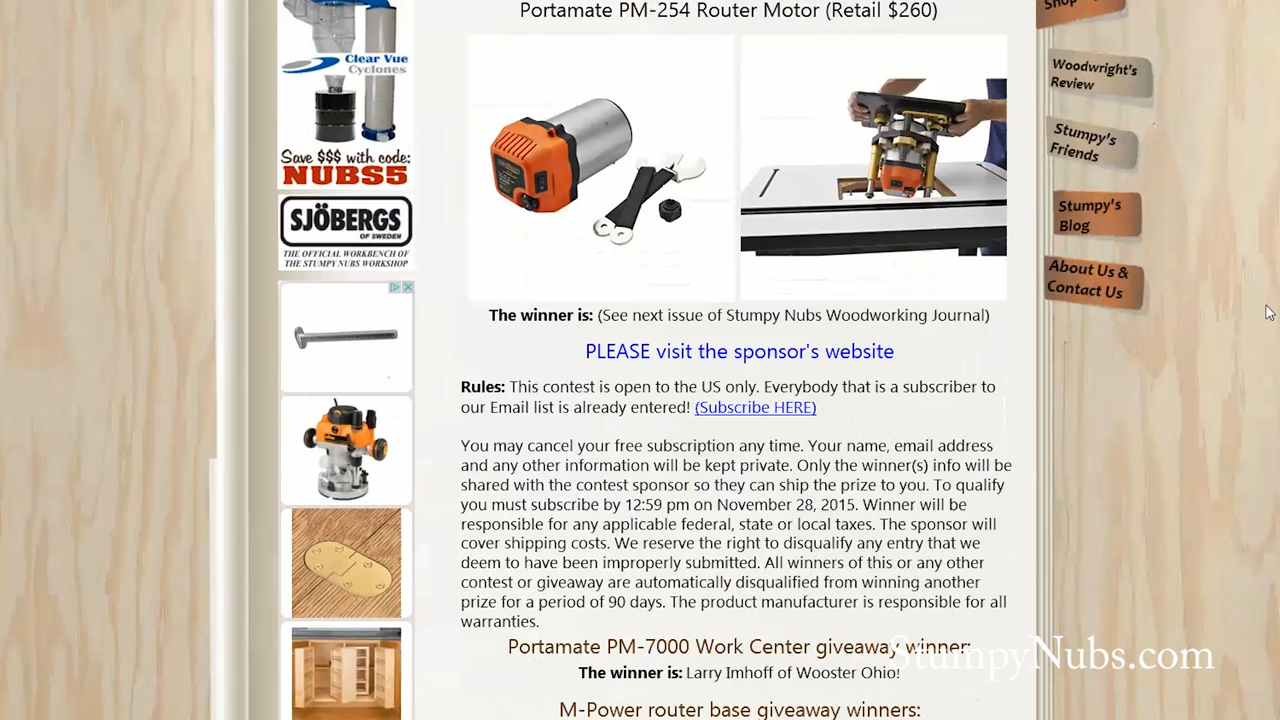 Portamate PM-254 Router Motor (Retail $260)
Clear Vue
Cyclones
Save $$$ with code:
NUBS5
SJÖBERGS
OF SWEDEN
THE OFFICIAL WORKBENCH OF
THE STUMPY NUBS WORKSHOP
Shop
Woodwright's
Review
Stumpy's
Friends
Stumpy's
Blog
About Us &
Contact Us
The winner is: (See next issue of Stumpy Nubs Woodworking Journal)
PLEASE visit the sponsor's website
Rules: This contest is open to the US only. Everybody that is a subscriber to
our Email list is already entered! (Subscribe HERE)
You may cancel your free subscription any time. Your name, email address
and any other information will be kept private. Only the winner(s) info will be
shared with the contest sponsor so they can ship the prize to you. To qualify
you must subscribe by 12:59 pm on November 28, 2015. Winner will be
responsible for any applicable federal, state or local taxes. The sponsor will
cover shipping costs. We reserve the right to disqualify any entry that we
deem to have been improperly submitted. All winners of this or any other
contest or giveaway are automatically disqualified from winning another
prize for a period of 90 days. The product manufacturer is responsible for all
warranties.
Portamate PM-7000 Work Center giveaway winner:
The winner is: Larry Imhoff of Wooster Ohio!
M-Power router base giveaway winners:
StumpyNubs.com